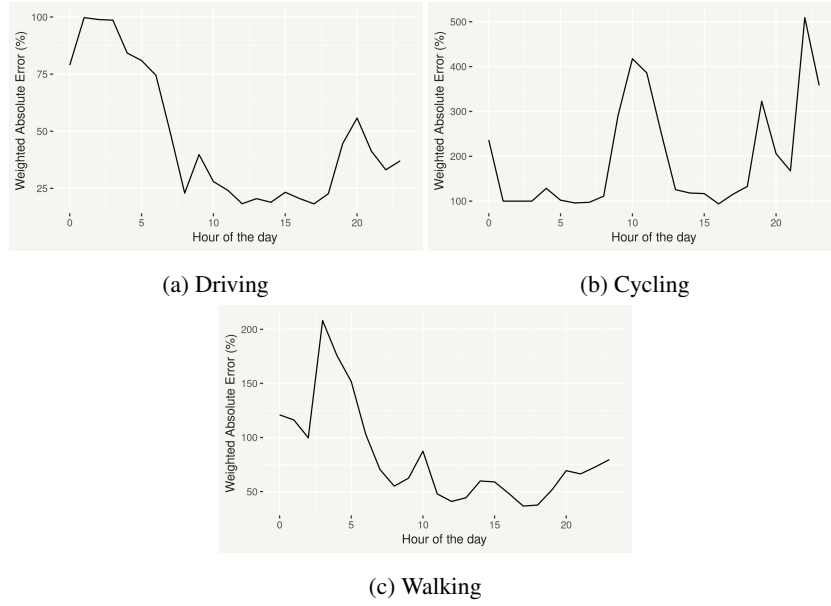 Weighted Absolute Error (%)
100
75
50
25
0 5 10 15 20
Hour of the day
(a) Driving
Weighted Absolute Error (%)
500
400
300
200
100
0 5 10 15 20
Hour of the day
(b) Cycling
Weighted Absolute Error (%)
200
150
100
50
0 5 10 15 20
Hour of the day
(c) Walking